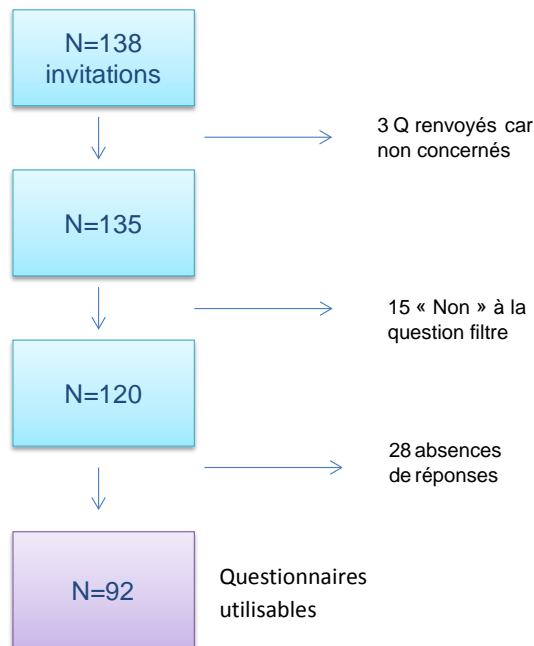 N=138
invitations
3 Q renvoyés car
non concernés
N=135
15 « Non » à la
question filtre
N=120
28 absences
de réponses
N=92
Questionnaires
utilisables